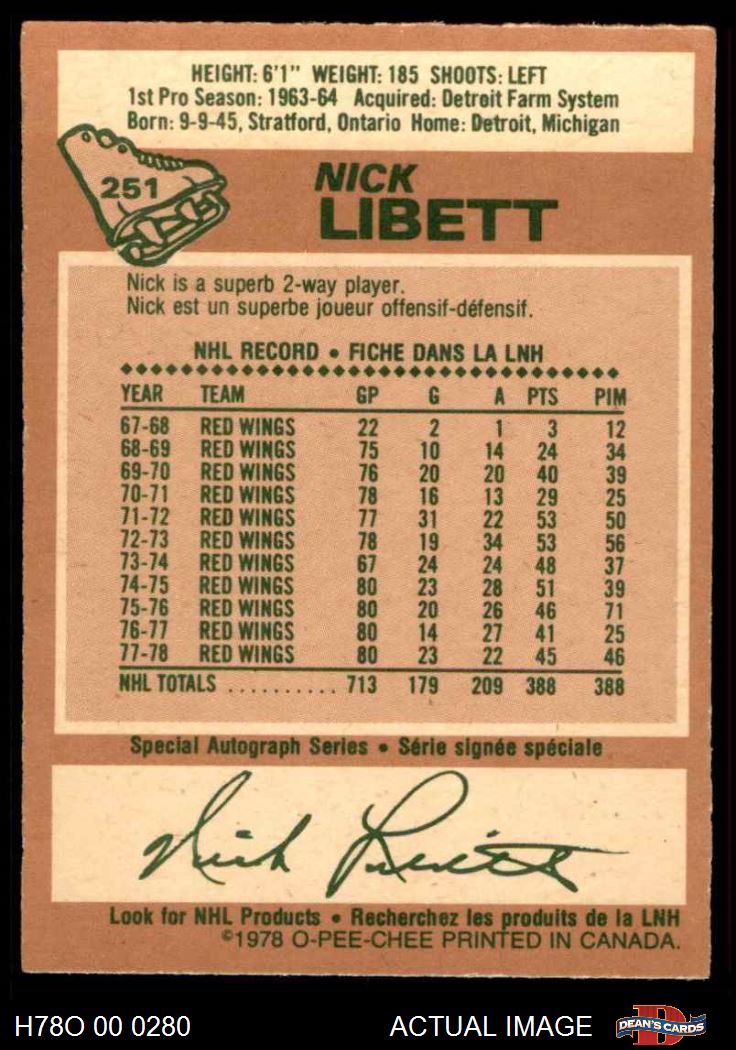 HEIGHT: 6'1" WEIGHT: 185 SHOOTS: LEFT
1st Pro Season: 1963-64 Acquired: Detroit Farm System
Born: 9-9-45, Stratford, Ontario Home: Detroit, Michigan
251
NICK
LIBETT
Nick is a superb 2-way player.
Nick est un superbe joueur offensif-défensif.
NHL RECORD • FICHE DANS LA LNH
YEAR TEAM GP G A PTS PIM
67-68 RED WINGS 22 2 1 3 12
68-69 RED WINGS 75 10 14 24 34
69-70 RED WINGS 76 20 20 40 39
70-71 RED WINGS 78 16 13 29 25
71-72 RED WINGS 77 31 22 53 50
72-73 RED WINGS 78 19 34 53 56
73-74 RED WINGS 67 24 24 48 37
74-75 RED WINGS 80 23 28 51 39
75-76 RED WINGS 80 20 26 46 71
76-77 RED WINGS 80 14 27 41 25
77-78 RED WINGS 80 23 22 45 46
NHL TOTALS .......... 713 179 209 388 388
Special Autograph Series • Série signée spéciale
Nick Libett
Look for NHL Products • Recherchez les produits de la LNH
©1978 O-PEE-CHEE PRINTED IN CANADA.
H78O 00 0280 ACTUAL IMAGE D DEAN'S CARDS